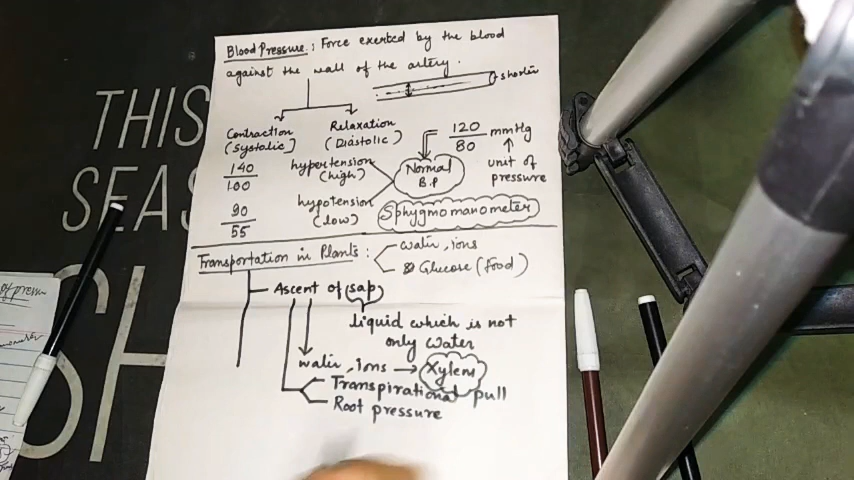 Blood Pressure : Force exerted by the blood
against the wall of the artery.
shorter
Contraction
(Systolic)
Relaxation
(Diastolic)
120
80
mmHg
unit of
pressure
140
100
hypertension
(high)
Normal
B.P
90
55
hypotension
(low)
Sphygmomanometer
Transportation in Plants :
water, ions
Glucose (Food)
Ascent of (sap)
liquid which is not
only water
water, ions → Xylem
Transpirational pull
Root pressure
THIS
SEAS
SH